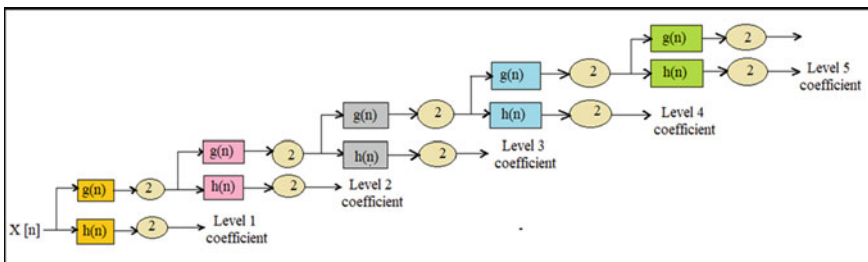 g(n) 2
h(n) 2 Level 5
coefficient
g(n) 2
h(n) 2 Level 4
coefficient
g(n) 2
h(n) 2 Level 3
coefficient
g(n) 2
h(n) 2 Level 2
coefficient
g(n) 2
X [n] h(n) 2 Level 1
coefficient